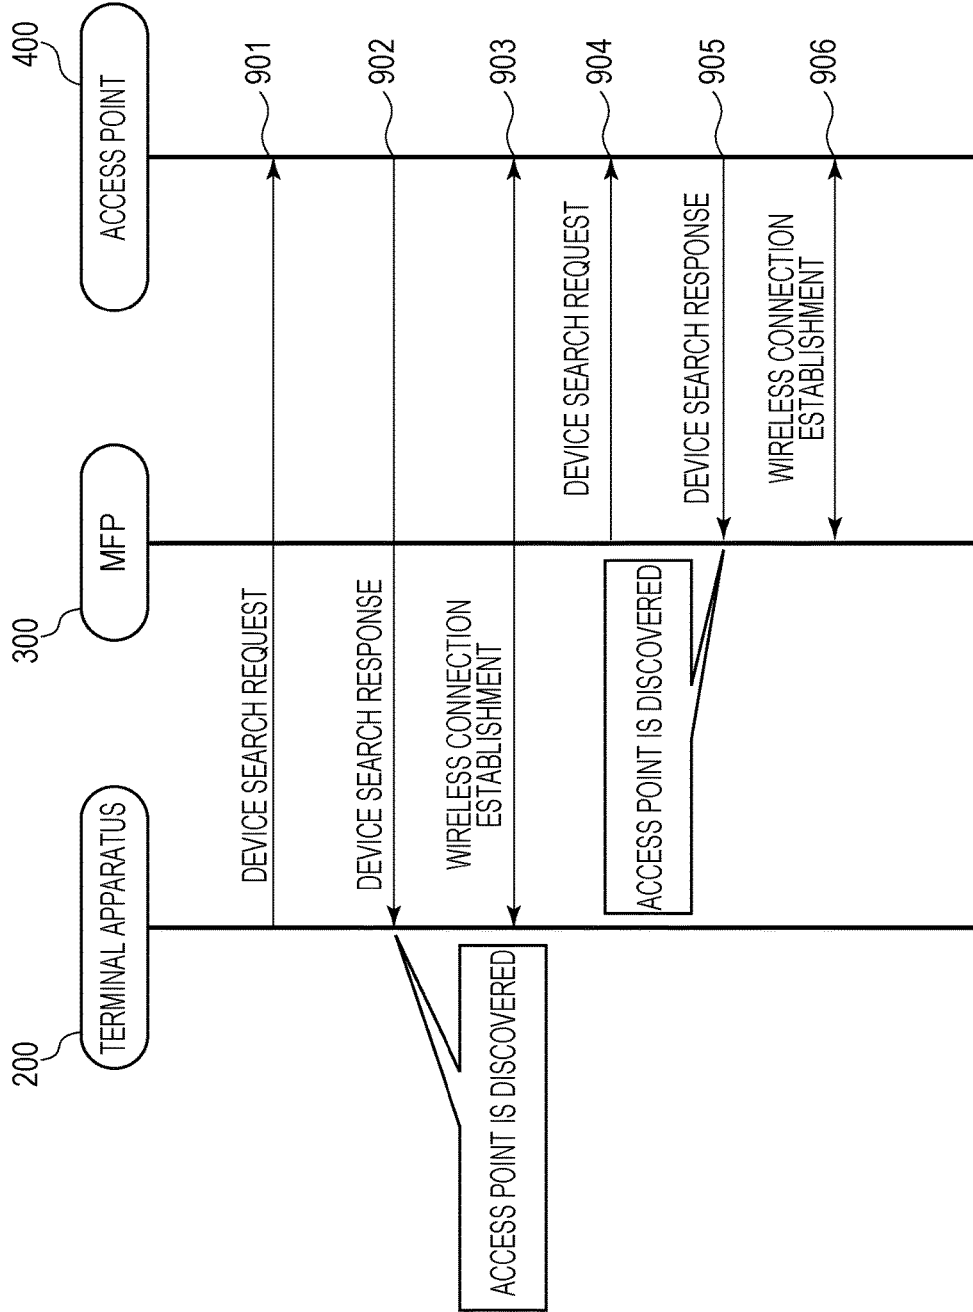 200
TERMINAL APPARATUS
300
MFP
400
ACCESS POINT
DEVICE SEARCH REQUEST
901
DEVICE SEARCH RESPONSE
902
ACCESS POINT IS DISCOVERED
WIRELESS CONNECTION
ESTABLISHMENT
903
DEVICE SEARCH REQUEST
904
DEVICE SEARCH RESPONSE
905
ACCESS POINT IS DISCOVERED
WIRELESS CONNECTION
ESTABLISHMENT
906